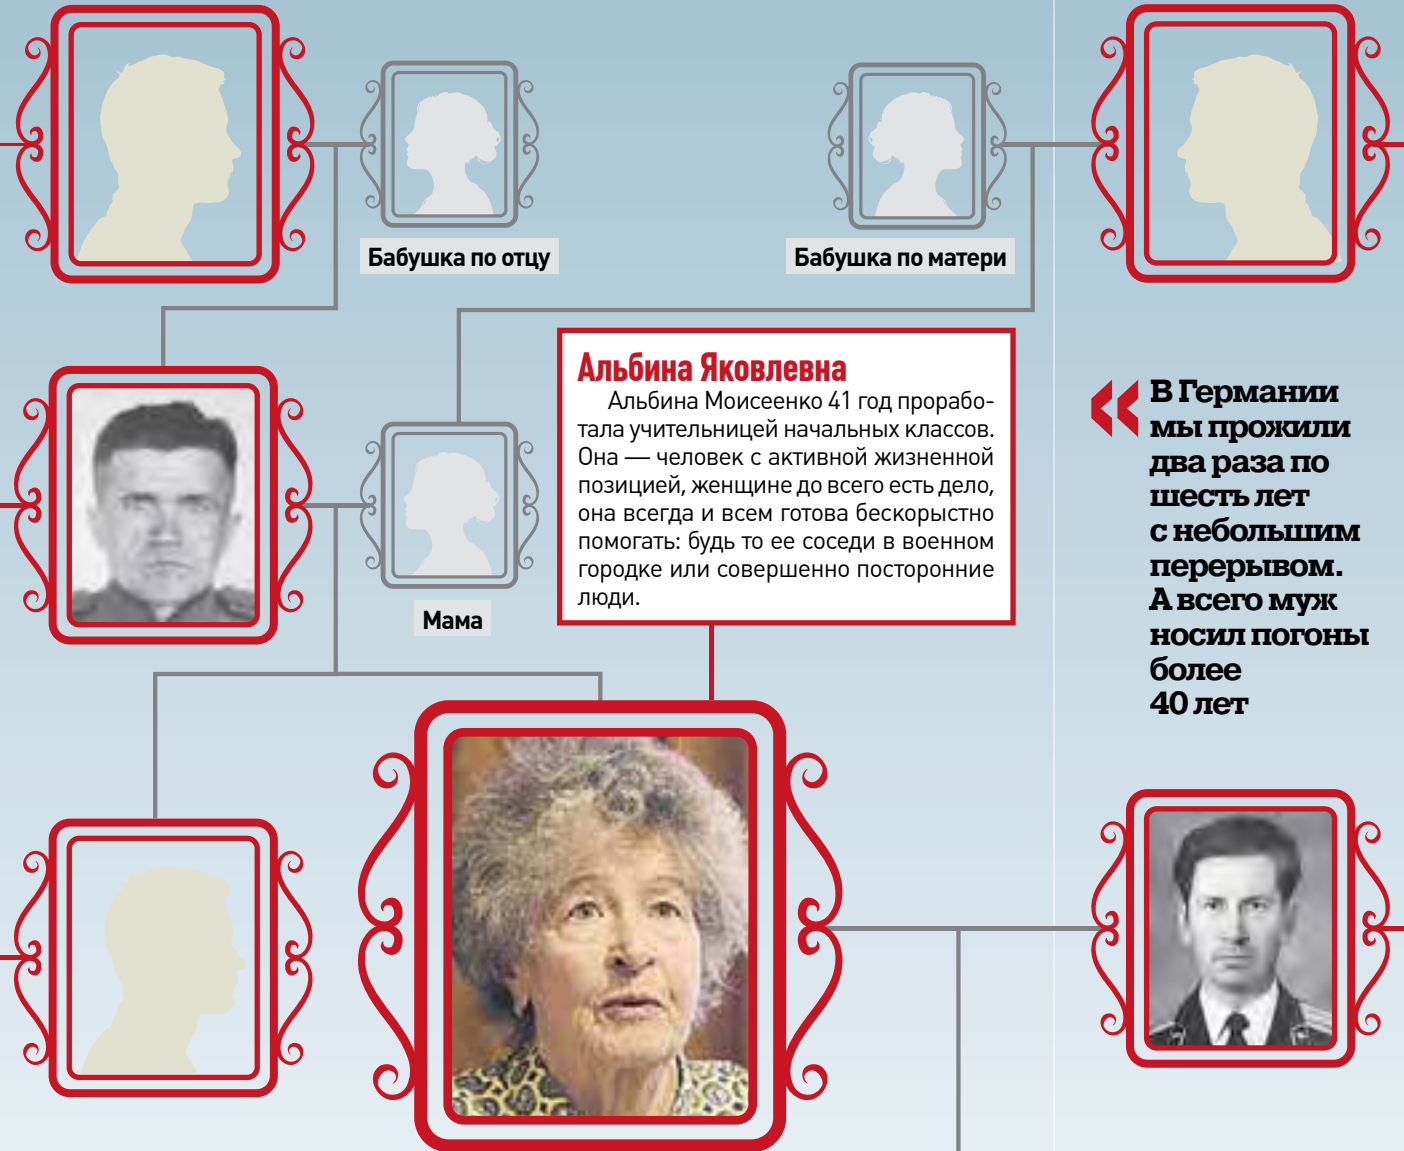 Бабушка по отцу
Бабушка по матери
Альбина Яковлевна
Альбина Моисеенко 41 год прорабо-
тала учительницей начальных классов.
Она — человек с активной жизненной
позицией, женщине до всего есть дело,
она всегда и всем готова бескорыстно
помогать: будь то ее соседи в военном
городке или совершенно посторонние
люди.
Мама
« В Германии
мы прожили
два раза по
шесть лет
с небольшим
перерывом.
А всего муж
носил погоны
более
40 лет